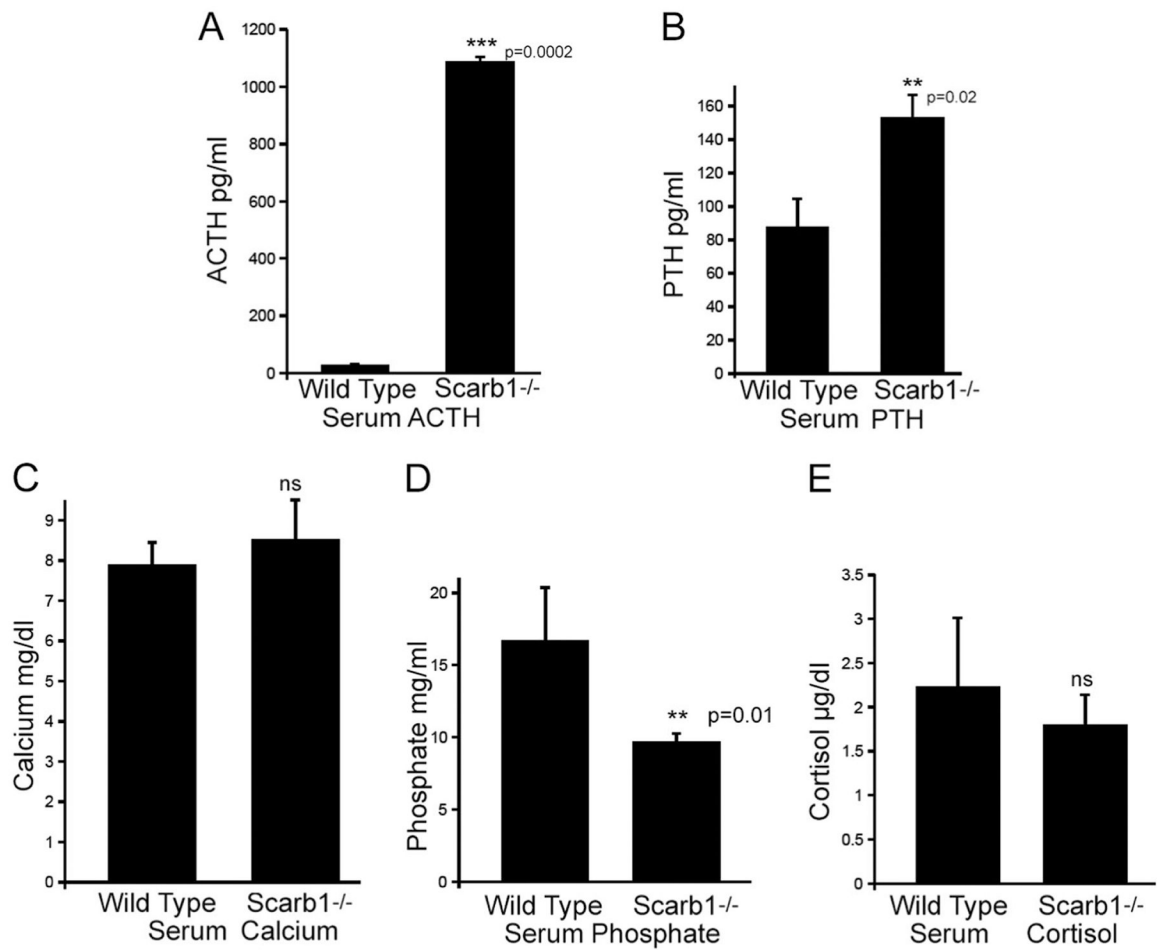 A
1200
1000
800
600
400
200
0
ACTH pg/ml
***
p=0.0002
Wild Type Scarb1-/-
Serum ACTH
B
160
140
120
100
80
60
40
20
0
PTH pg/ml
**
p=0.02
Wild Type Scarb1-/-
Serum PTH
C
9
8
7
6
5
4
3
2
1
0
Calcium mg/dl
ns
Wild Type Scarb1-/-
Serum Calcium
D
20
15
10
5
0
Phosphate mg/ml
** p=0.01
Wild Type Scarb1-/-
Serum Phosphate
E
3.5
3
2.5
2
1.5
1
0.5
0
Cortisol µg/dl
ns
Wild Type Scarb1-/-
Serum Cortisol